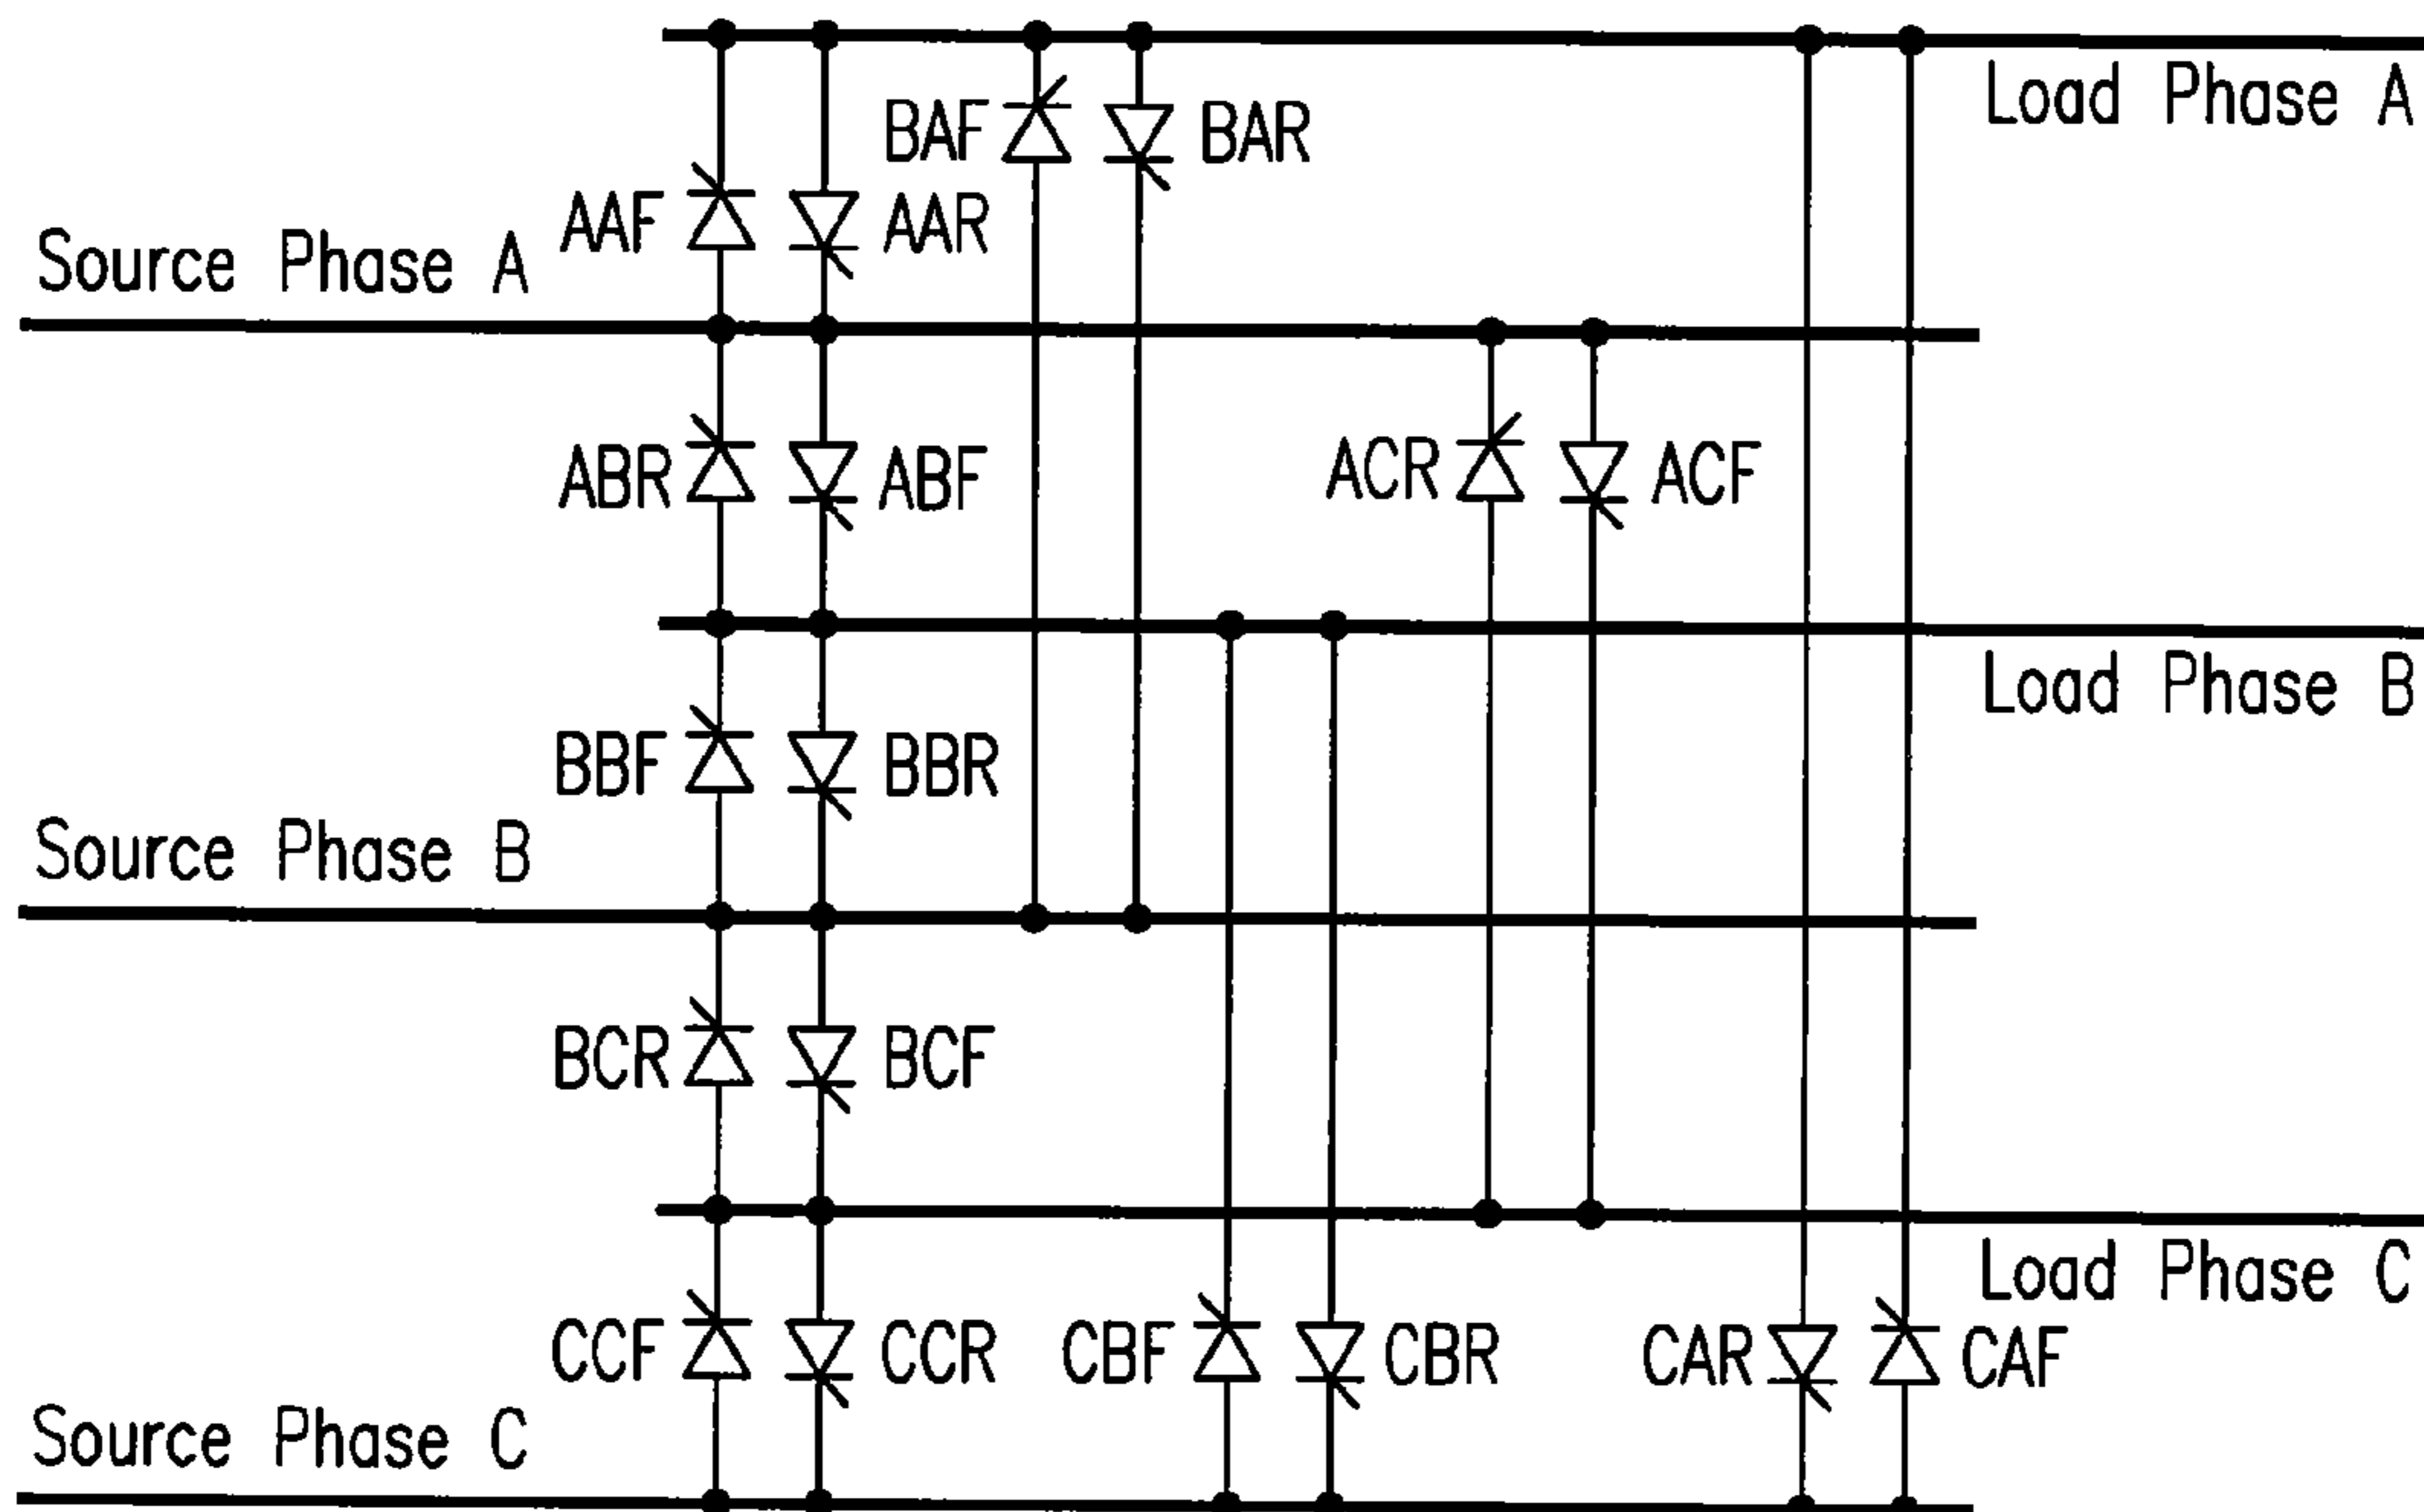 Load Phase A
BAF
BAR
AAF
AAR
Source Phase A
ABR
ABF
ACR
ACF
Load Phase B
BBF
BBR
Source Phase B
BCR
BCF
Load Phase C
CCF
CCR
CBF
CBR
CAR
CAF
Source Phase C